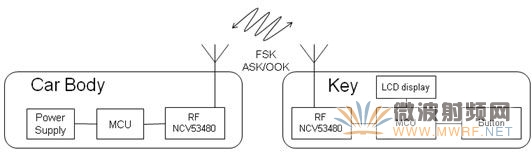 FSK
ASK/OOK
Car Body
Power
Supply
MCU
RF
NCV53480
Key
LCD display
RF
NCV53480
MCU
Button
微波射频网
WWW.MWRF.NET